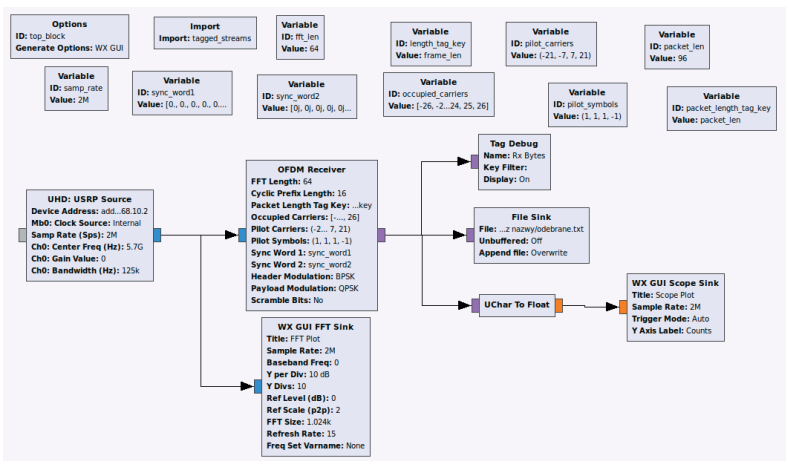 Options
ID: top_block
Generate Options: WX GUI
Import
Import: tagged_streams
Variable
ID: fft_len
Value: 64
Variable
ID: length_tag_key
Value: frame_len
Variable
ID: pilot_carriers
Value: (-21, -7, 7, 21)
Variable
ID: packet_len
Value: 96
Variable
ID: samp_rate
Value: 2M
Variable
ID: sync_word1
Value: [0., 0., 0., 0., 0....
Variable
ID: sync_word2
Value: [0j, 0j, 0j, 0j, 0j...
Variable
ID: occupied_carriers
Value: [-26, -2...24, 25, 26]
Variable
ID: pilot_symbols
Value: (1, 1, 1, -1)
Variable
ID: packet_length_tag_key
Value: packet_len
UHD: USRP Source
Device Address: add...68.10.2
Mb0: Clock Source: Internal
Samp Rate (Sps): 2M
Ch0: Center Freq (Hz): 5.7G
Ch0: Gain Value: 0
Ch0: Bandwidth (Hz): 125k
OFDM Receiver
FFT Length: 64
Cyclic Prefix Length: 16
Packet Length Tag Key: ...key
Occupied Carriers: [-..., 26]
Pilot Carriers: (-2... 7, 21)
Pilot Symbols: (1, 1, 1, -1)
Sync Word 1: sync_word1
Sync Word 2: sync_word2
Header Modulation: BPSK
Payload Modulation: QPSK
Scramble Bits: No
Tag Debug
Name: Rx Bytes
Key Filter:
Display: On
File Sink
File: ...z nazwy/odebrane.txt
Unbuffered: Off
Append file: Overwrite
UChar To Float
WX GUI Scope Sink
Title: Scope Plot
Sample Rate: 2M
Trigger Mode: Auto
Y Axis Label: Counts
WX GUI FFT Sink
Title: FFT Plot
Sample Rate: 2M
Baseband Freq: 0
Y per Div: 10 dB
Y Divs: 10
Ref Level (dB): 0
Ref Scale (p2p): 2
FFT Size: 1.024k
Refresh Rate: 15
Freq Set Varname: None